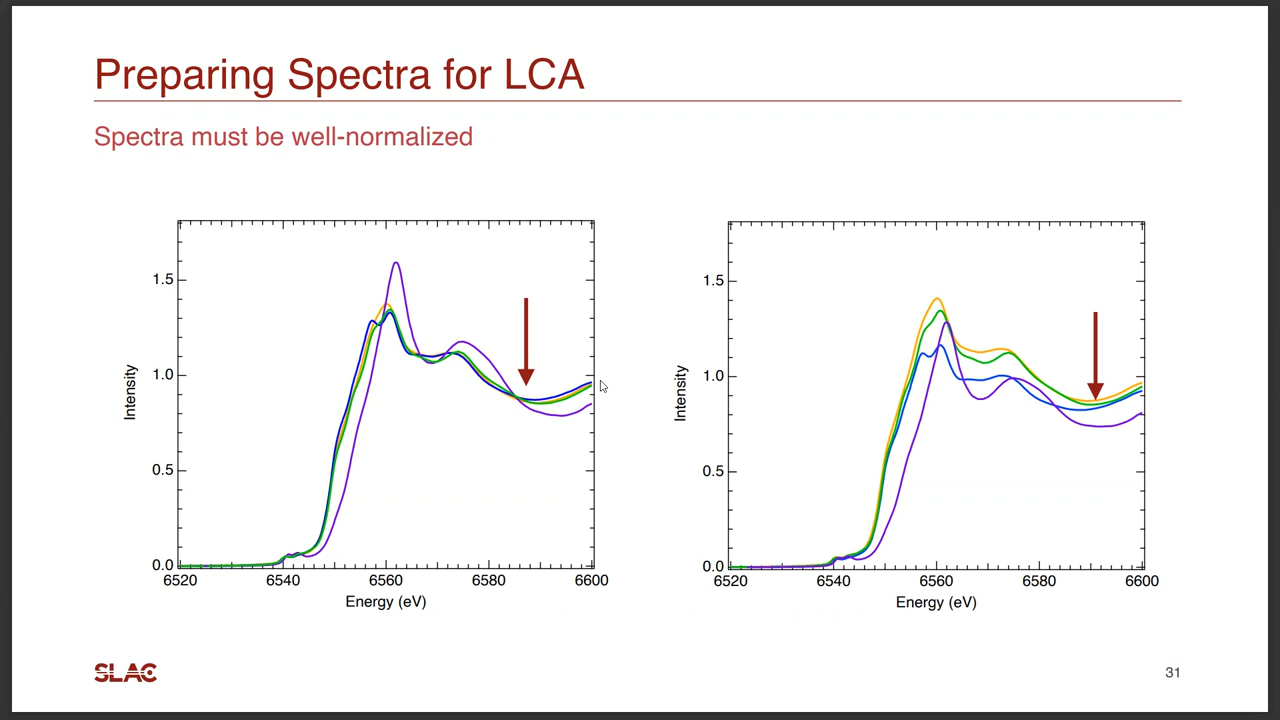 Preparing Spectra for LCA
Spectra must be well-normalized
1.5
1.0
0.5
0.0
Intensity
6520 6540 6560 6580 6600
Energy (eV)
1.5
1.0
0.5
0.0
Intensity
6520 6540 6560 6580 6600
Energy (eV)
SLAC
31